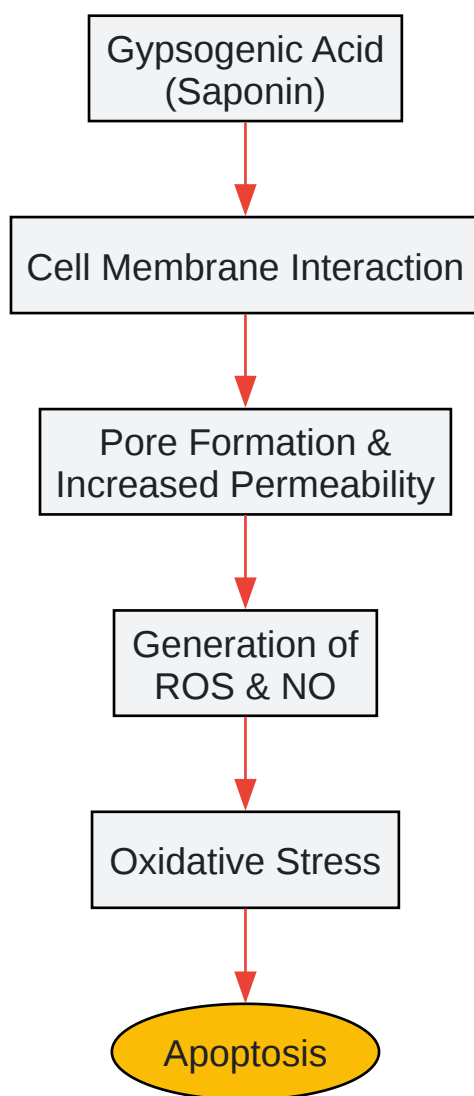 Gypsogenic Acid
(Saponin)
Cell Membrane Interaction
Pore Formation &
Increased Permeability
Generation of
ROS & NO
Oxidative Stress
Apoptosis